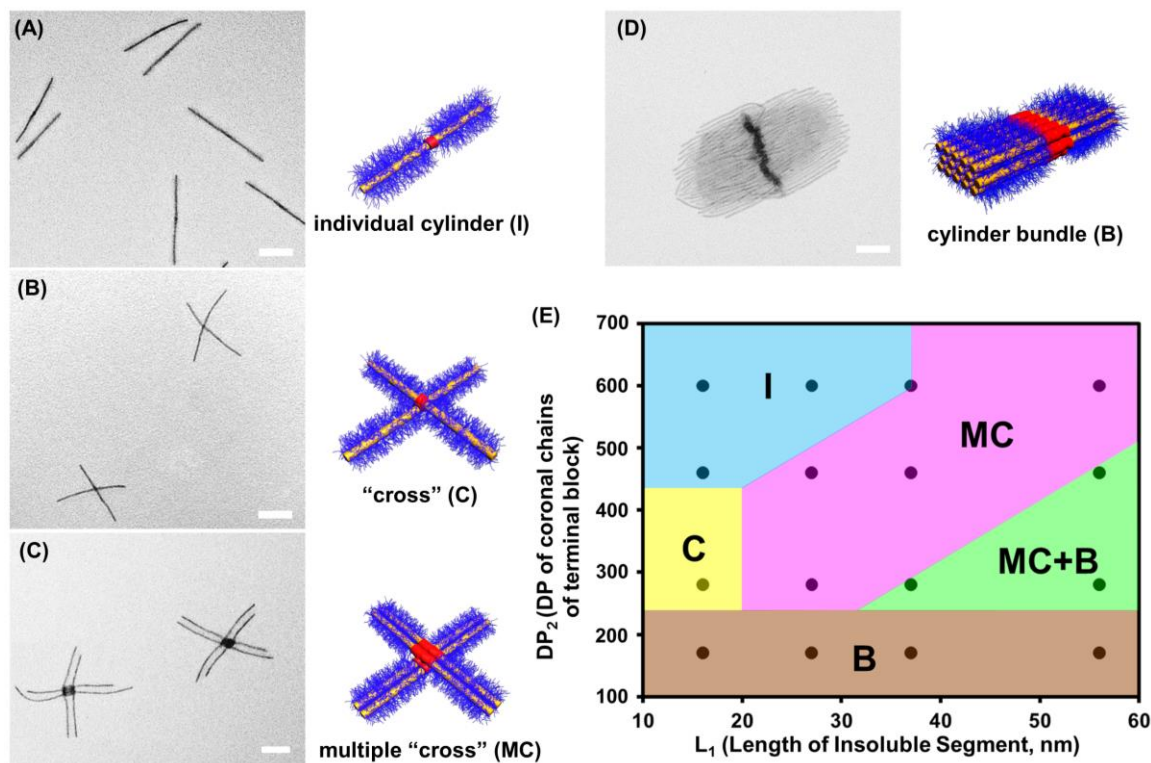 (A)
individual cylinder (I)
(B)
“cross” (C)
(C)
multiple “cross” (MC)
(D)
cylinder bundle (B)
(E)
DP2 (DP of coronal chains
of terminal block)
700
600
500
400
300
200
100
I
MC
C
MC+B
B
10 20 30 40 50 60
L1 (Length of Insoluble Segment, nm)